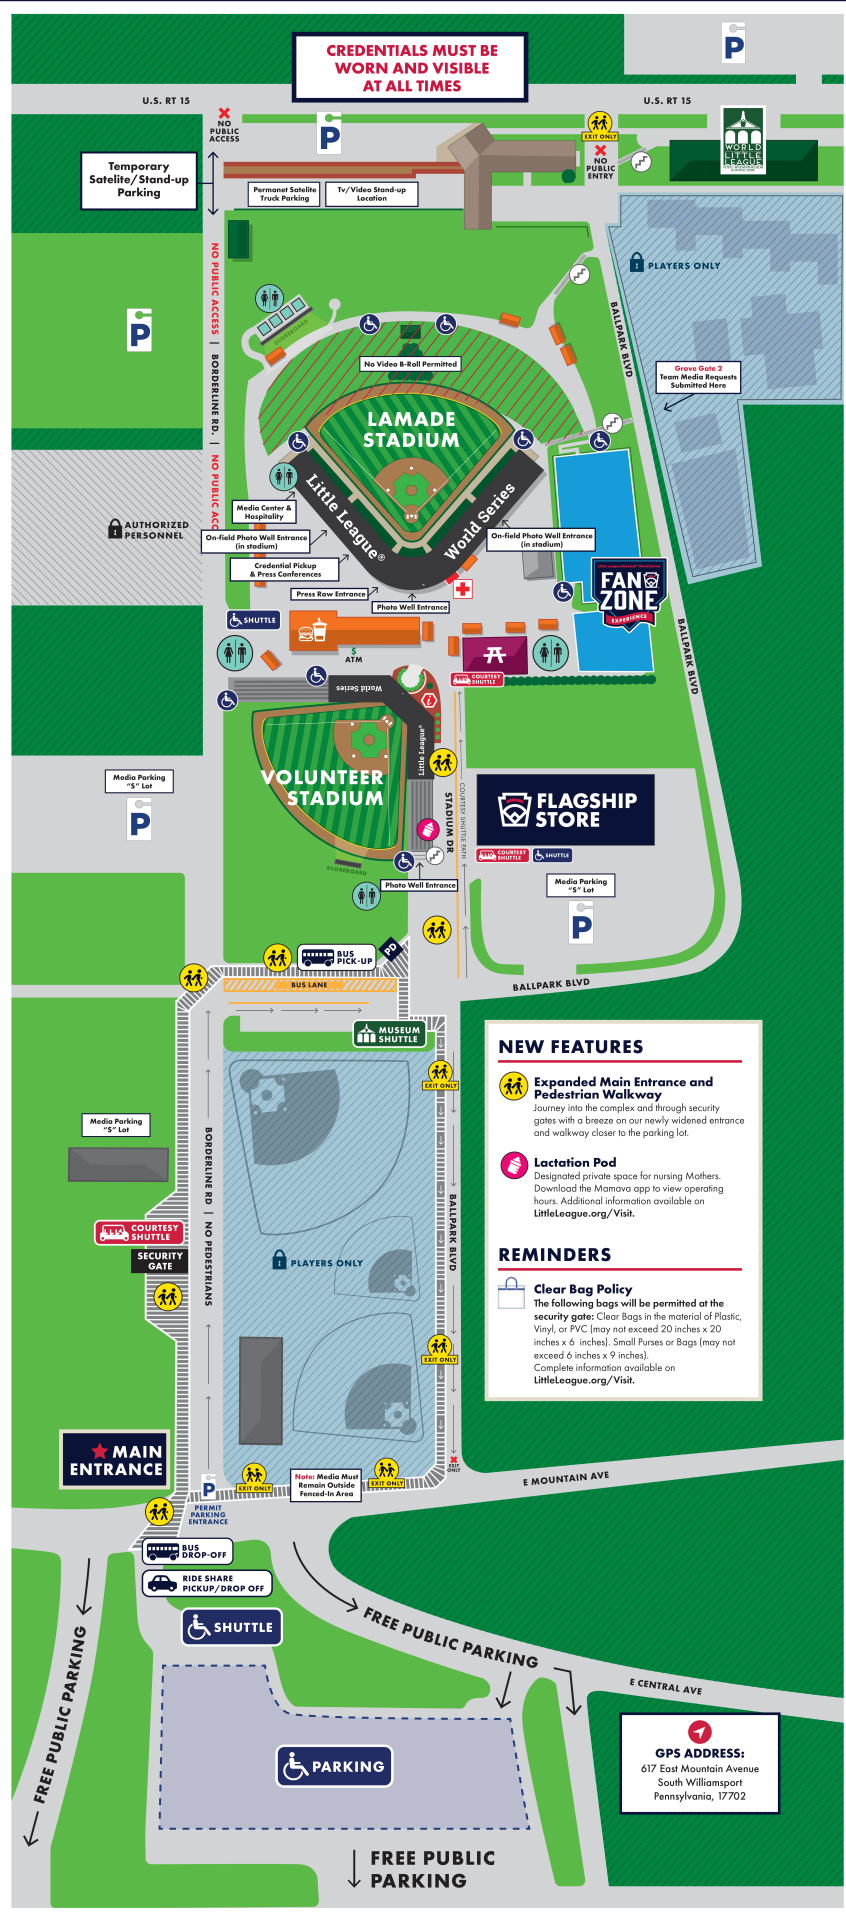 CREDENTIALS MUST BE
WORN AND VISIBLE
AT ALL TIMES
P
U.S. RT 15
U.S. RT 15
NO
PUBLIC
ACCESS
P
EXIT ONLY
NO
PUBLIC
ENTRY
WORLD
LITTLE
LEAGUE
Temporary
Satelite/Stand-up
Parking
Permanet Satelite
Truck Parking
Tv/Video Stand-up
Location
PLAYERS ONLY
NO PUBLIC ACCESS | BORDERLINE RD. | NO PUBLIC ACC
P
SCOREBOARD
No Video B-Roll Permitted
BALLPARK BLVD
Grove Gate 2
Team Media Requests
Submitted Here
LAMADE
STADIUM
Little League®
World Series
AUTHORIZED
PERSONNEL
Media Center &
Hospitality
On-field Photo Well Entrance
(in stadium)
On-field Photo Well Entrance
(in stadium)
Credential Pickup
& Press Conferences
Press Row Entrance
Photo Well Entrance
FAN
ZONE
EXPERIENCE
SHUTTLE
$
ATM
BALLPARK BLVD
COURTESY
SHUTTLE
World Series
Little League®
i
VOLUNTEER
STADIUM
SCOREBOARD
STADIUM DR
COURTESY SHUTTLE PATH
FLAGSHIP
STORE
COURTESY
SHUTTLE
SHUTTLE
Media Parking
"S" Lot
P
Photo Well Entrance
Media Parking
"S" Lot
P
PD
BUS
PICK-UP
BUS LANE
BALLPARK BLVD
MUSEUM
SHUTTLE
EXIT ONLY
Media Parking
"S" Lot
BORDERLINE RD | NO PEDESTRIANS
BALLPARK BLVD
COURTESY
SHUTTLE
SECURITY
GATE
PLAYERS ONLY
EXIT ONLY
NEW FEATURES
Expanded Main Entrance and
Pedestrian Walkway
Journey into the complex and through security
gates with a breeze on our newly widened entrance
and walkway closer to the parking lot.
Lactation Pod
Designated private space for nursing Mothers.
Download the Mamava app to view operating
hours. Additional information available on
LittleLeague.org/Visit.
REMINDERS
Clear Bag Policy
The following bags will be permitted at the
security gate: Clear Bags in the material of Plastic,
Vinyl, or PVC (may not exceed 20 inches x 20
inches x 6 inches). Small Purses or Bags (may not
exceed 6 inches x 9 inches).
Complete information available on
LittleLeague.org/Visit.
MAIN
ENTRANCE
P
PERMIT
PARKING
ENTRANCE
EXIT ONLY
Note: Media Must
Remain Outside
Fenced-In Area
EXIT ONLY
EXIT
ONLY
E MOUNTAIN AVE
BUS
DROP-OFF
RIDE SHARE
PICKUP/DROP OFF
SHUTTLE
FREE PUBLIC PARKING
FREE PUBLIC PARKING
E CENTRAL AVE
PARKING
GPS ADDRESS:
617 East Mountain Avenue
South Williamsport
Pennsylvania, 17702
FREE PUBLIC
PARKING